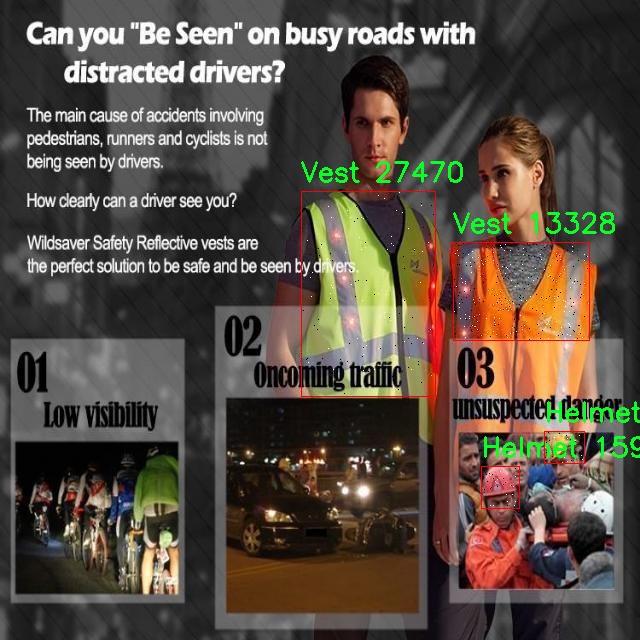 Can you "Be Seen" on busy roads with
distracted drivers?
The main cause of accidents involving
pedestrians, runners and cyclists is not
being seen by drivers.
How clearly can a driver see you?
Wildsaver Safety Reflective vests are
the perfect solution to be safe and be seen by drivers.
Vest 27470
Vest 13328
01
Low visibility
02
Oncoming traffic
03
unsuspected danger
Helmet
Helmet 159